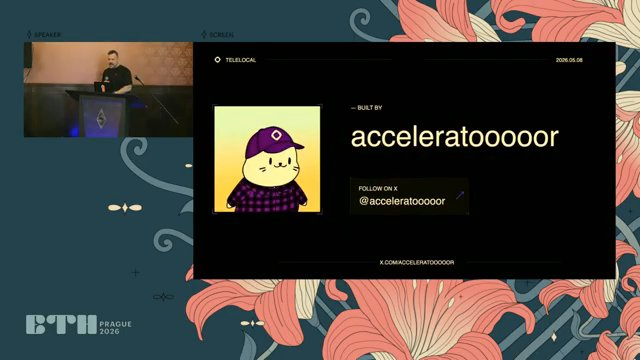 SPEAKER
SCREEN
TELELOCAL
2026.05.08
— BUILT BY
acceleratooooor
FOLLOW ON X
@acceleratooooor
X.COM/ACCELERATOOOOOR
ETH PRAGUE
2026